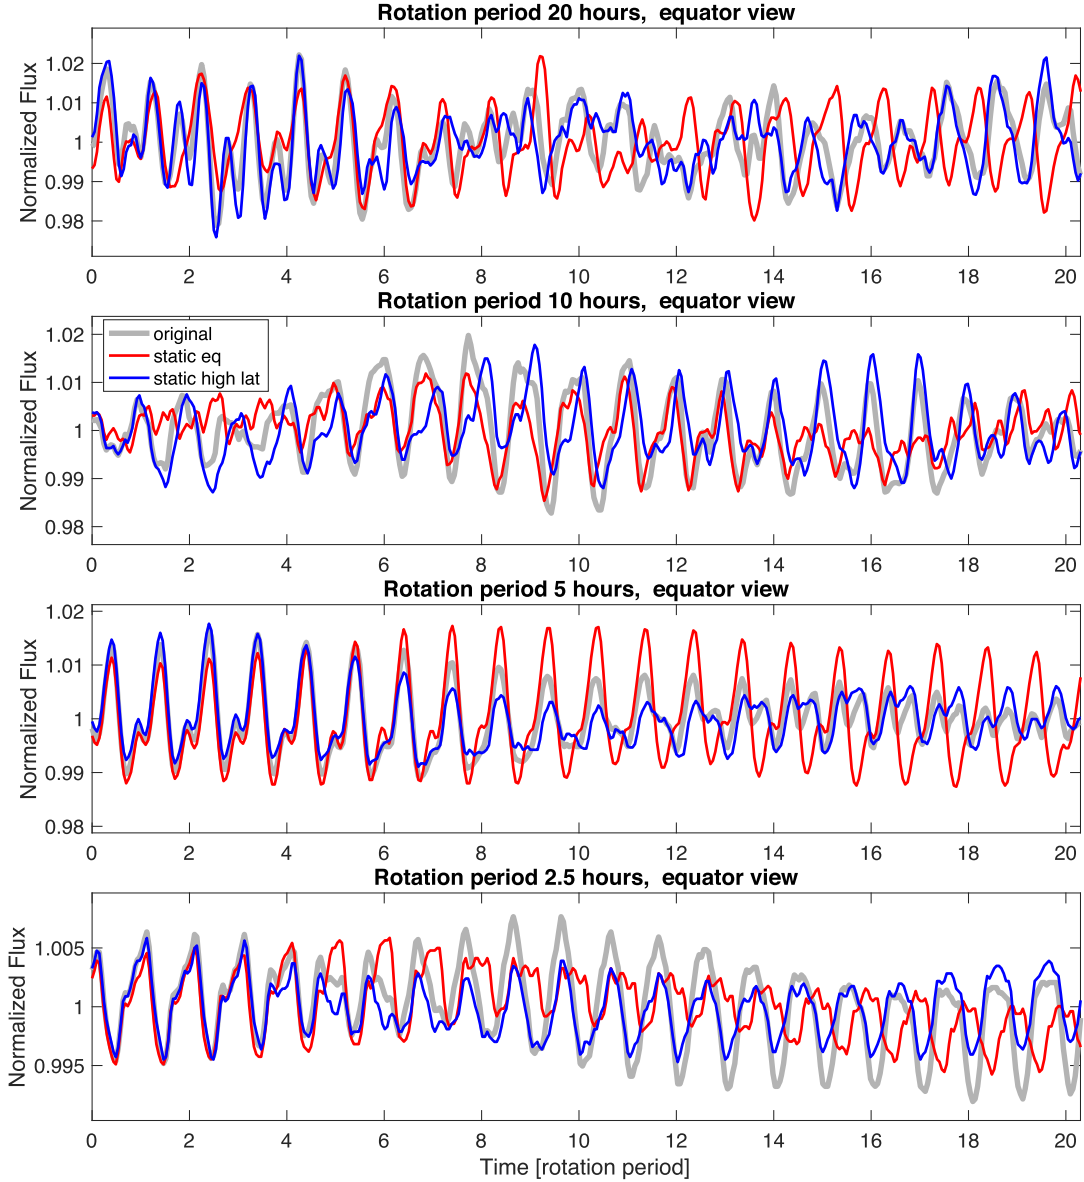 Rotation period 20 hours,  equator view
Normalized Flux
1.02
1.01
1
0.99
0.98
0 2 4 6 8 10 12 14 16 18 20
Rotation period 10 hours,  equator view
Normalized Flux
1.02
1.01
1
0.99
0.98
original
static eq
static high lat
0 2 4 6 8 10 12 14 16 18 20
Rotation period 5 hours,  equator view
Normalized Flux
1.02
1.01
1
0.99
0.98
0 2 4 6 8 10 12 14 16 18 20
Rotation period 2.5 hours,  equator view
Normalized Flux
1.005
1
0.995
0 2 4 6 8 10 12 14 16 18 20
Time [rotation period]